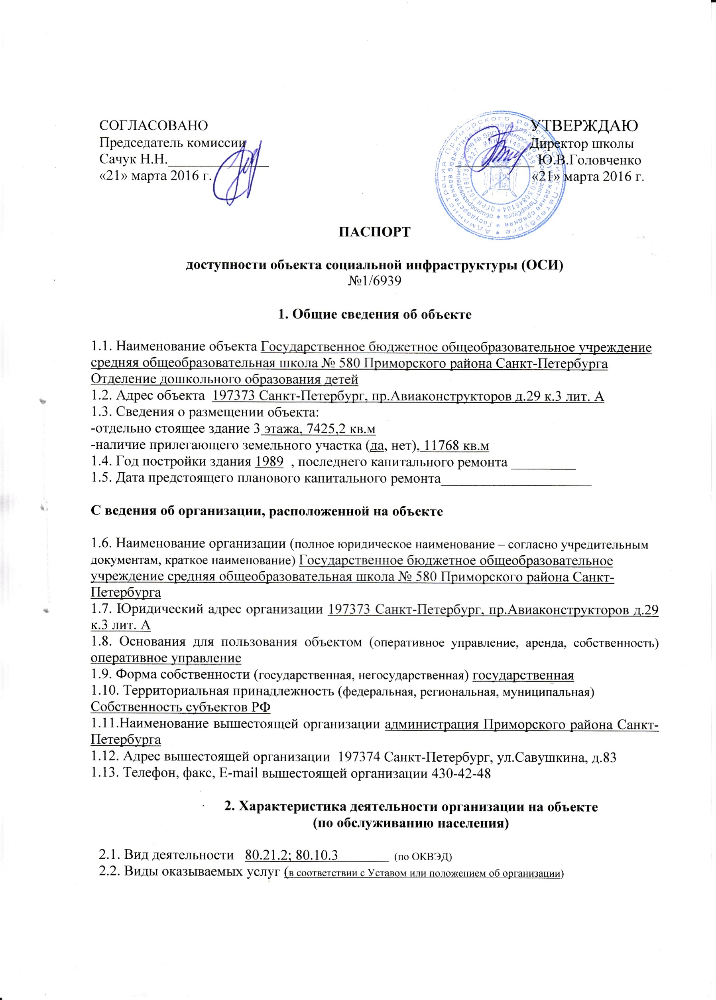 СОГЛАСОВАНО
Председатель комиссии
Сачук Н.Н.______________
«21» марта 2016 г.
УТВЕРЖДАЮ
Директор школы
___________ Ю.В.Головченко
«21» марта 2016 г.
ПАСПОРТ
доступности объекта социальной инфраструктуры (ОСИ)
№1/6939
1. Общие сведения об объекте
1.1. Наименование объекта Государственное бюджетное общеобразовательное учреждение
средняя общеобразовательная школа № 580 Приморского района Санкт-Петербурга
Отделение дошкольного образования детей
1.2. Адрес объекта 197373 Санкт-Петербург, пр.Авиаконструкторов д.29 к.3 лит. А
1.3. Сведения о размещении объекта:
-отдельно стоящее здание 3 этажа, 7425,2 кв.м
-наличие прилегающего земельного участка (да, нет), 11768 кв.м
1.4. Год постройки здания 1989 , последнего капитального ремонта _________
1.5. Дата предстоящего планового капитального ремонта_____________________
С ведения об организации, расположенной на объекте
1.6. Наименование организации (полное юридическое наименование – согласно учредительным
документам, краткое наименование) Государственное бюджетное общеобразовательное
учреждение средняя общеобразовательная школа № 580 Приморского района Санкт-
Петербурга
1.7. Юридический адрес организации 197373 Санкт-Петербург, пр.Авиаконструкторов д.29
к.3 лит. А
1.8. Основания для пользования объектом (оперативное управление, аренда, собственность)
оперативное управление
1.9. Форма собственности (государственная, негосударственная) государственная
1.10. Территориальная принадлежность (федеральная, региональная, муниципальная)
Собственность субъектов РФ
1.11.Наименование вышестоящей организации администрация Приморского района Санкт-
Петербурга
1.12. Адрес вышестоящей организации 197374 Санкт-Петербург, ул.Савушкина, д.83
1.13. Телефон, факс, E-mail вышестоящей организации 430-42-48
2. Характеристика деятельности организации на объекте
(по обслуживанию населения)
2.1. Вид деятельности 80.21.2; 80.10.3_______ (по ОКВЭД)
2.2. Виды оказываемых услуг (в соответствии с Уставом или положением об организации)